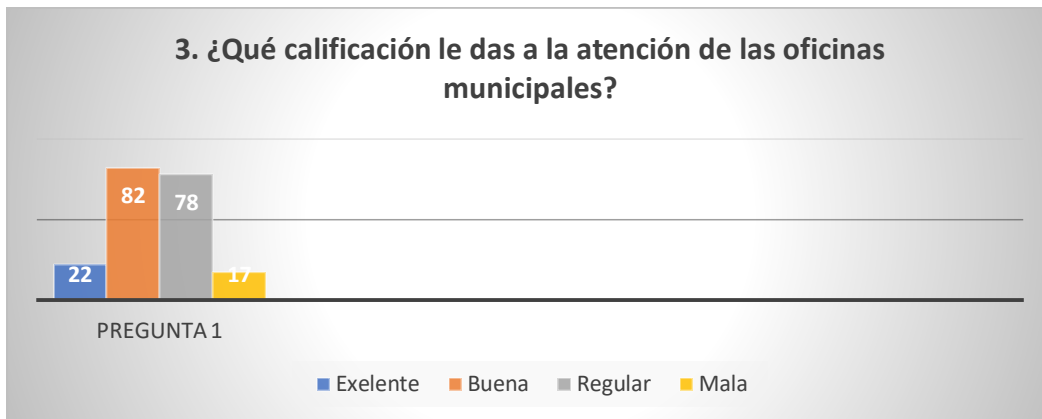 3. ¿Qué calificación le das a la atención de las oficinas
municipales?
82
78
22
17
PREGUNTA 1
Exelente Buena Regular Mala